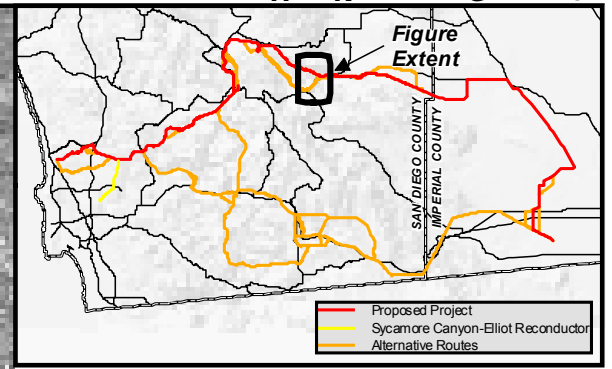 Figure
Extent
SAN DIEGO COUNTY
IMPERIAL COUNTY
Proposed Project
Sycamore Canyon-Elliot Reconductor
Alternative Routes